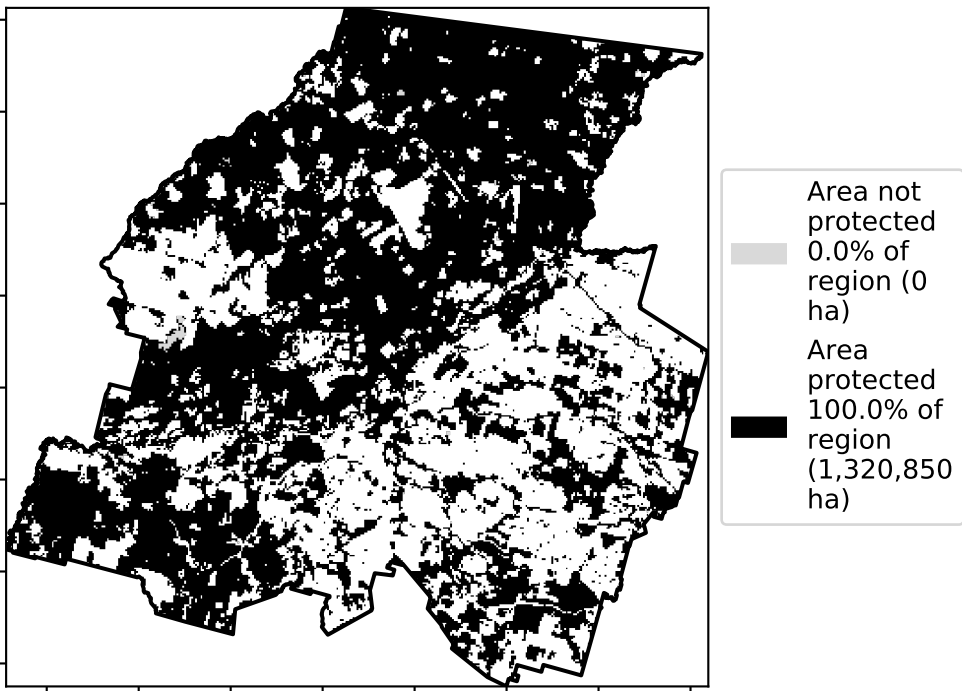 Area not
protected
0.0% of
region (0
ha)
Area
protected
100.0% of
region
(1,320,850
ha)